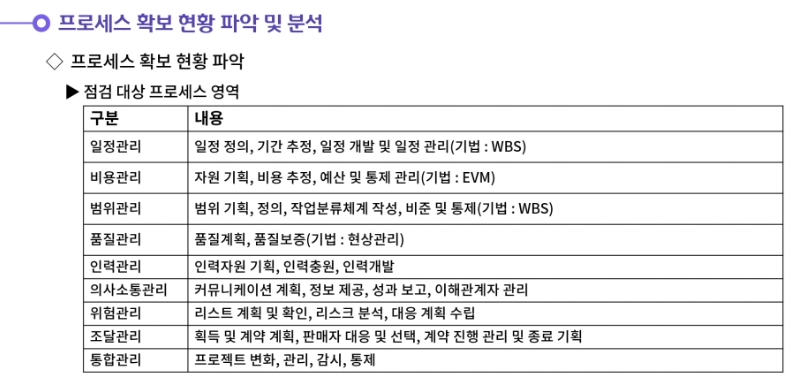 프로세스 확보 현황 파악 및 분석
◇ 프로세스 확보 현황 파악
▶ 점검 대상 프로세스 영역
구분 내용
일정관리 일정 정의, 기간 추정, 일정 개발 및 일정 관리(기법 : WBS)
비용관리 자원 기획, 비용 추정, 예산 및 통제 관리(기법 : EVM)
범위관리 범위 기획, 정의, 작업분류체계 작성, 비준 및 통제(기법 : WBS)
품질관리 품질계획, 품질보증(기법 : 현상관리)
인력관리 인력자원 기획, 인력충원, 인력개발
의사소통관리 커뮤니케이션 계획, 정보 제공, 성과 보고, 이해관계자 관리
위험관리 리스트 계획 및 확인, 리스크 분석, 대응 계획 수립
조달관리 획득 및 계약 계획, 판매자 대응 및 선택, 계약 진행 관리 및 종료 기획
통합관리 프로젝트 변화, 관리, 감시, 통제